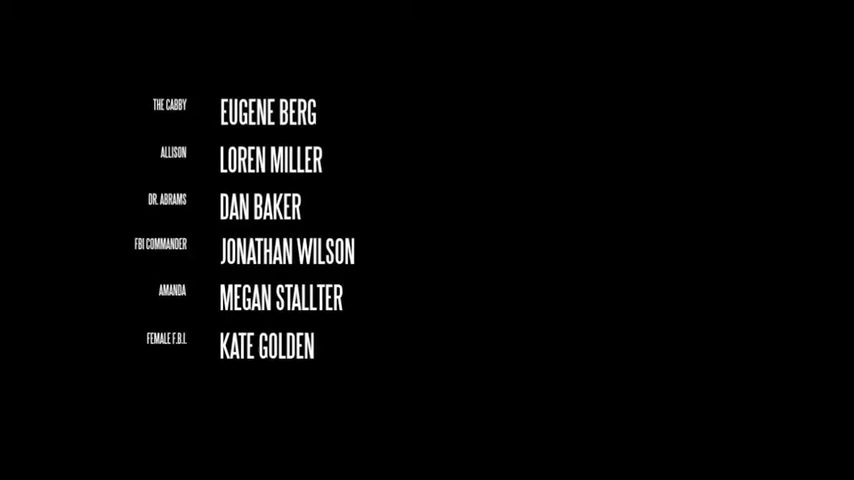 THE CABBY EUGENE BERG
ALLISON LOREN MILLER
DR. ABRAMS DAN BAKER
FBI COMMANDER JONATHAN WILSON
AMANDA MEGAN STALLTER
FEMALE F.B.I. KATE GOLDEN